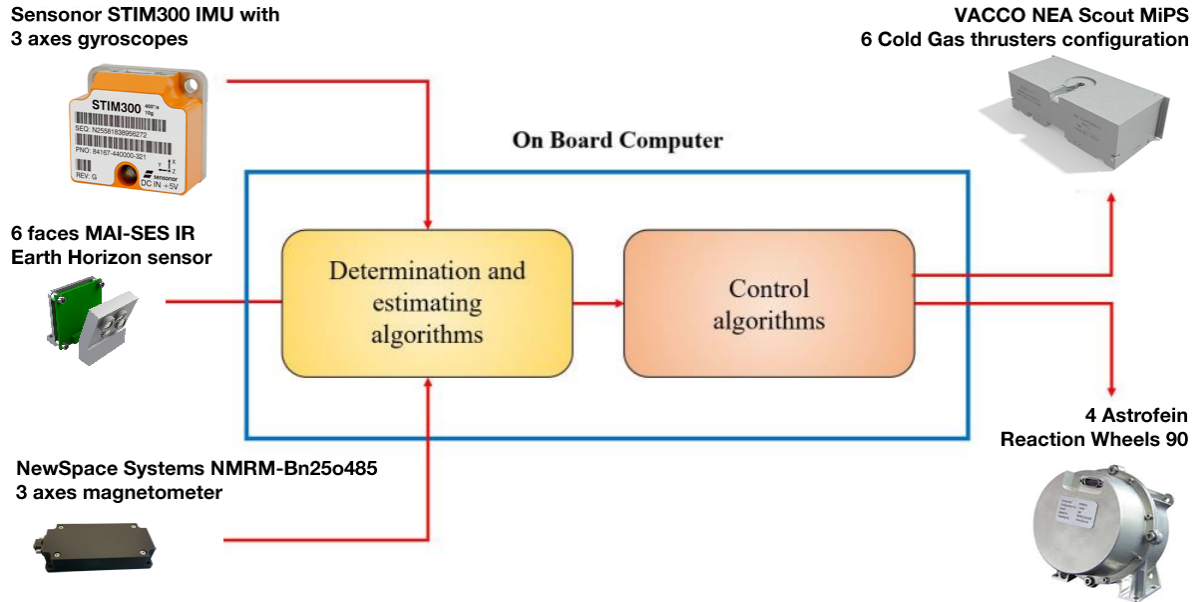 Sensonor STIM300 IMU with
3 axes gyroscopes
STIM300 400°/s
10g
SEQ: N25581838956272
PNO: 84167-440000-321
REV: G
Y X
Z
sensonor
DC IN +5V
6 faces MAI-SES IR
Earth Horizon sensor
NewSpace Systems NMRM-Bn25o485
3 axes magnetometer
On Board Computer
Determination and
estimating
algorithms
Control
algorithms
VACCO NEA Scout MiPS
6 Cold Gas thrusters configuration
4 Astrofein
Reaction Wheels 90